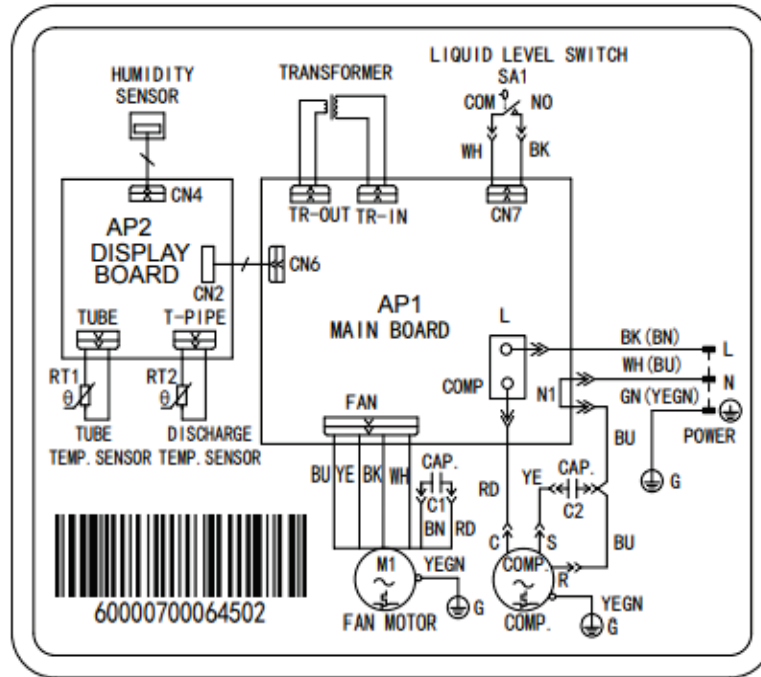 LIQUID LEVEL SWITCH
SA1
HUMIDITY
SENSOR
TRANSFORMER
COM
NO
WH
BK
CN4
TR-OUT
TR-IN
CN7
AP2
DISPLAY
BOARD
CN2
CN6
AP1
MAIN BOARD
L
COMP
TUBE
T-PIPE
RT1
θ
RT2
θ
TUBE
TEMP. SENSOR
DISCHARGE
TEMP. SENSOR
FAN
BU
YE
BK
WH
CAP.
C1
BN
RD
BK(BN)
L
WH(BU)
N
N1
GN(YEGN)
POWER
G
BU
RD
YE
CAP.
C2
C
S
R
BU
M1
YEGN
G
FAN MOTOR
COMP.
YEGN
G
COMP.
60000700064502